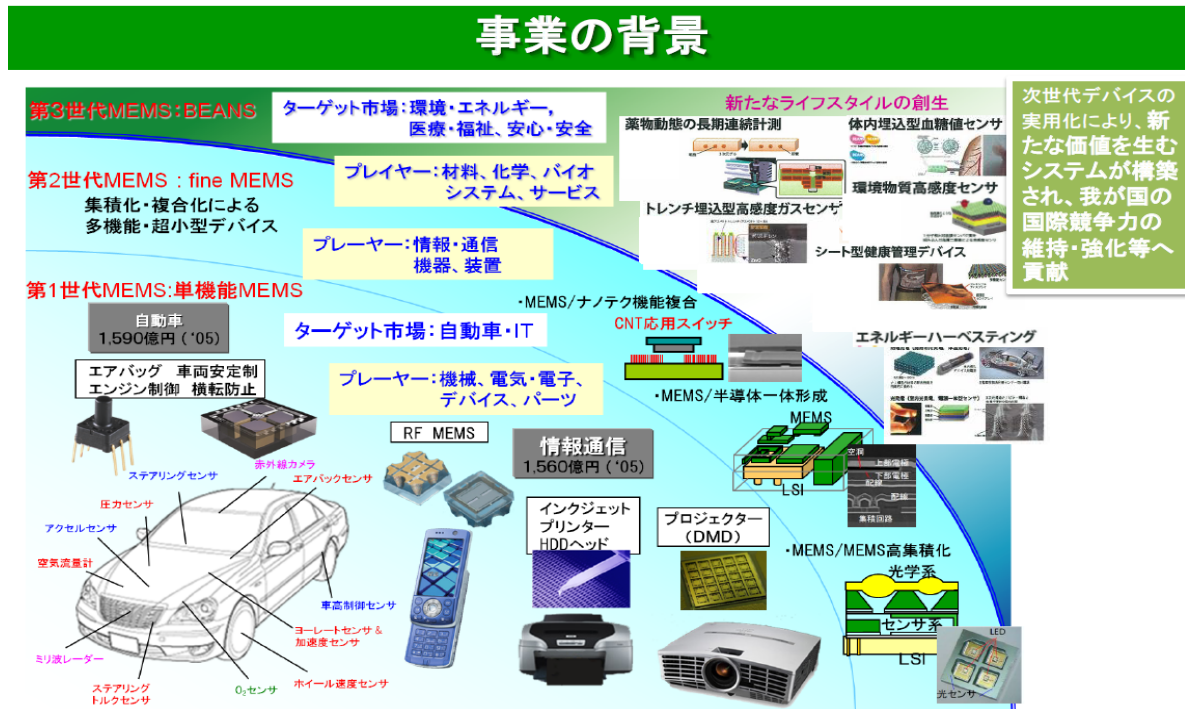 事業の背景
第3世代MEMS:BEANS
ターゲット市場:環境・エネルギー,
医療・福祉、安心・安全
新たなライフスタイルの創生
次世代デバイスの
実用化により、新
たな価値を生む
システムが構築
され、我が国の
国際競争力の
維持・強化等へ
貢献
薬物動態の長期連続計測
体内埋込型血糖値センサ
プレイヤー:材料、化学、バイオ
システム、サービス
第2世代MEMS : fine MEMS
集積化・複合化による
多機能・超小型デバイス
環境物質高感度センサ
トレンチ埋込型高感度ガスセンサ
プレーヤー:情報・通信
機器、装置
シート型健康管理デバイス
第1世代MEMS:単機能MEMS
・MEMS/ナノテク機能複合
自動車
1,590億円 ( '05)
ターゲット市場:自動車・IT
CNT応用スイッチ
エネルギーハーベスティング
エアバッグ 車両安定制
エンジン制御 横転防止
プレーヤー:機械、電気・電子、
デバイス、パーツ
・MEMS/半導体一体形成
MEMS
LSI
RF MEMS
情報通信
1,560億円 ( '05)
空洞
上部電極
下部電極
配線
配線
集積回路
赤外線カメラ
ステアリングセンサ
エアバックセンサ
圧力センサ
アクセルセンサ
空気流量計
インクジェット
プリンター
HDDヘッド
プロジェクター
(DMD)
・MEMS/MEMS高集積化
光学系
センサ系
LSI
LED
光センサ
車高制御センサ
ヨーレートセンサ &
加速度センサ
ミリ波レーダー
ステアリング
トルクセンサ
O₂センサ
ホイール速度センサ